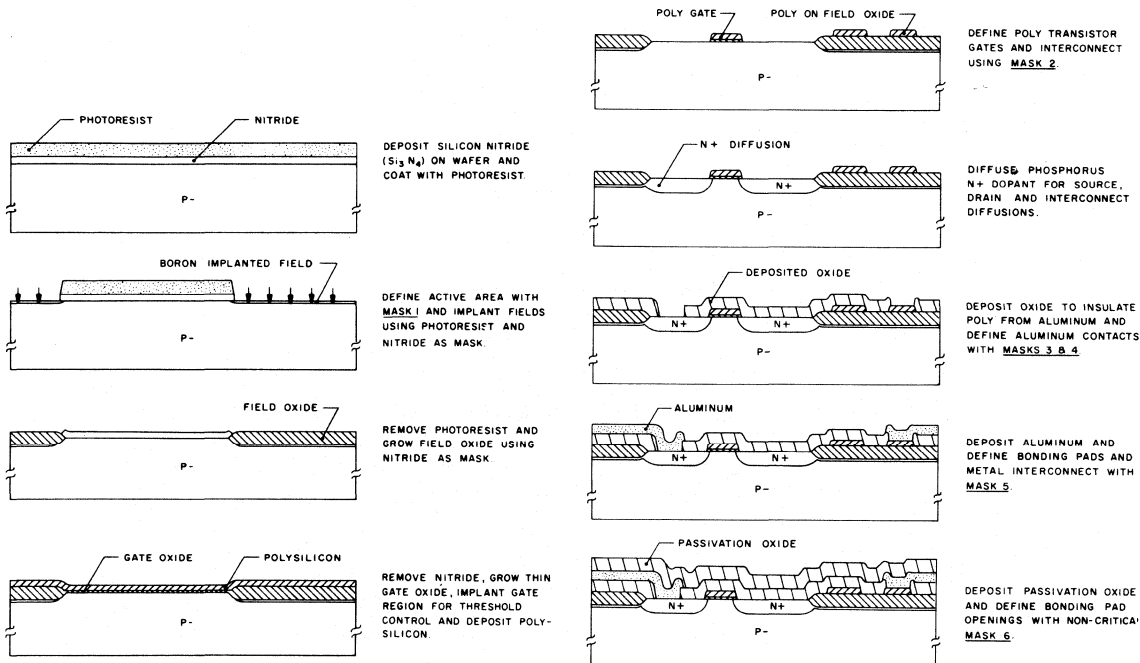 PHOTORESIST
NITRIDE
P-
DEPOSIT SILICON NITRIDE
(Si3 N4) ON WAFER AND
COAT WITH PHOTORESIST.
BORON IMPLANTED FIELD
P-
DEFINE ACTIVE AREA WITH
MASK I AND IMPLANT FIELDS
USING PHOTORESIST AND
NITRIDE AS MASK.
FIELD OXIDE
P-
REMOVE PHOTORESIST AND
GROW FIELD OXIDE USING
NITRIDE AS MASK.
GATE OXIDE
POLYSILICON
P-
REMOVE NITRIDE, GROW THIN
GATE OXIDE, IMPLANT GATE
REGION FOR THRESHOLD
CONTROL AND DEPOSIT POLY-
SILICON.
POLY GATE
POLY ON FIELD OXIDE
P-
DEFINE POLY TRANSISTOR
GATES AND INTERCONNECT
USING MASK 2.
N+ DIFFUSION
N+
P-
DIFFUSE PHOSPHORUS
N+ DOPANT FOR SOURCE,
DRAIN AND INTERCONNECT
DIFFUSIONS.
DEPOSITED OXIDE
N+
N+
P-
DEPOSIT OXIDE TO INSULATE
POLY FROM ALUMINUM AND
DEFINE ALUMINUM CONTACTS
WITH MASKS 3 & 4.
ALUMINUM
N+
N+
P-
DEPOSIT ALUMINUM AND
DEFINE BONDING PADS AND
METAL INTERCONNECT WITH
MASK 5.
PASSIVATION OXIDE
N+
N+
P-
DEPOSIT PASSIVATION OXIDE
AND DEFINE BONDING PAD
OPENINGS WITH NON-CRITICA
MASK 6.